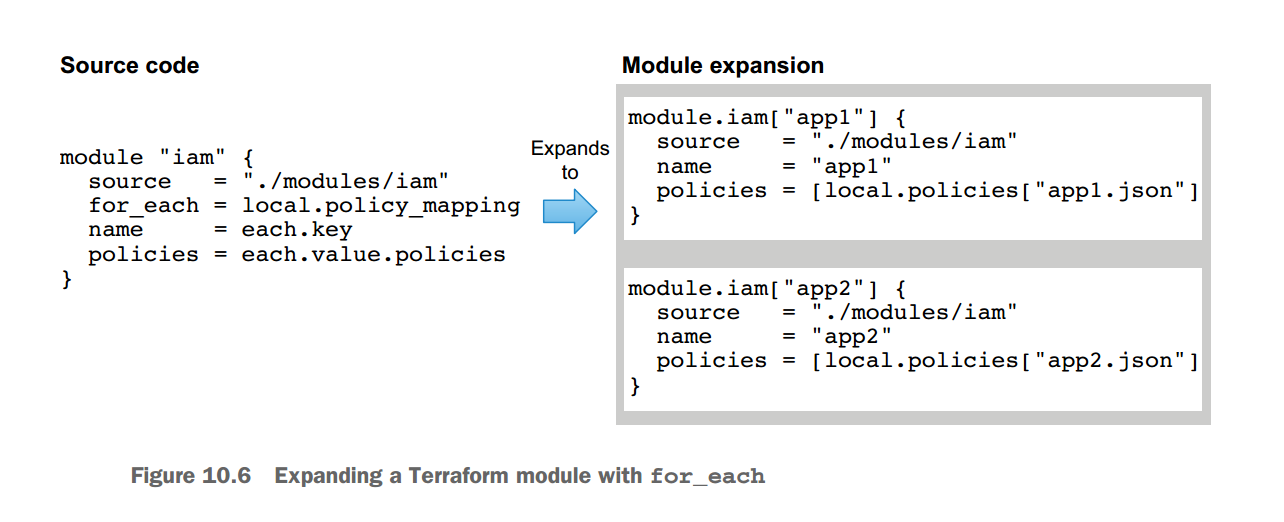 Source code
module "iam" {
  source   = "./modules/iam"
  for_each = local.policy_mapping
  name     = each.key
  policies = each.value.policies
}
Expands
to
Module expansion
module.iam["app1"] {
  source   = "./modules/iam"
  name     = "app1"
  policies = [local.policies["app1.json"]
}
module.iam["app2"] {
  source   = "./modules/iam"
  name     = "app2"
  policies = [local.policies["app2.json"]
}
Figure 10.6 Expanding a Terraform module with for_each